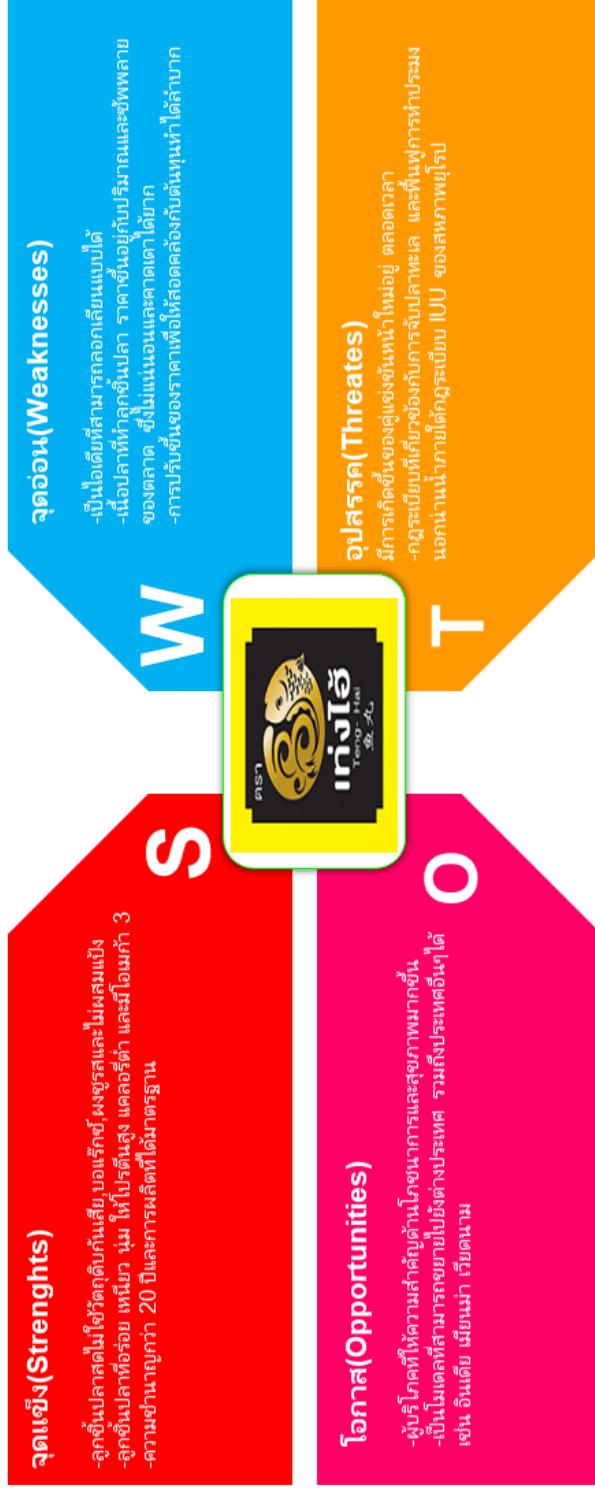 จุดแข็ง(Strenghts)
-ลูกชิ้นปลาสดไม่ใช้วัตถุดิบกันเสีย,บอแร๊กซ์,ผงชูรสและไม่ผสมแป้ง
-ลูกชิ้นปลาที่อร่อย เหนียว นุ่ม ให้โปรตีนสูง แคลอรี่ต่ำ และมีโอเมก้า 3
-ความชำนาญกว่า 20 ปีและการผลิตที่ได้มาตรฐาน
S
จุดอ่อน(Weaknesses)
-เป็นไอเดียที่สามารถลอกเลียนแบบได้
-เนื้อปลาที่ทำลูกชิ้นปลา ราคาขึ้นอยู่กับปริมาณและซัพพลาย
ของตลาด ซึ่งไม่แน่นอนและคาดเดาได้ยาก
-การปรับขึ้นของราคาเพื่อให้สอดคล้องกับต้นทุนทำได้ลำบาก
W
ตรา
เท่งไฮ้
Teng- Hai
魚丸
โอกาส(Opportunities)
-ผู้บริโภคที่ให้ความสำคัญด้านโภชนาการและสุขภาพมากขึ้น
-เป็นโมเดลที่สามารถขยายไปยังต่างประเทศ รวมถึงประเทศอื่นๆได้
เช่น อินเดีย เมียนม่า เวียดนาม
O
อุปสรรค(Threates)
มีการเกิดขึ้นของคู่แข่งขันหน้าใหม่อยู่ ตลอดเวลา
-กฎระเบียบที่เกี่ยวข้องกับการจับปลาทะเล และฟื้นฟูการทำประมง
นอกน่านน้ำภายใต้กฎระเบียบ IUU ของสหภาพยุโรป
T